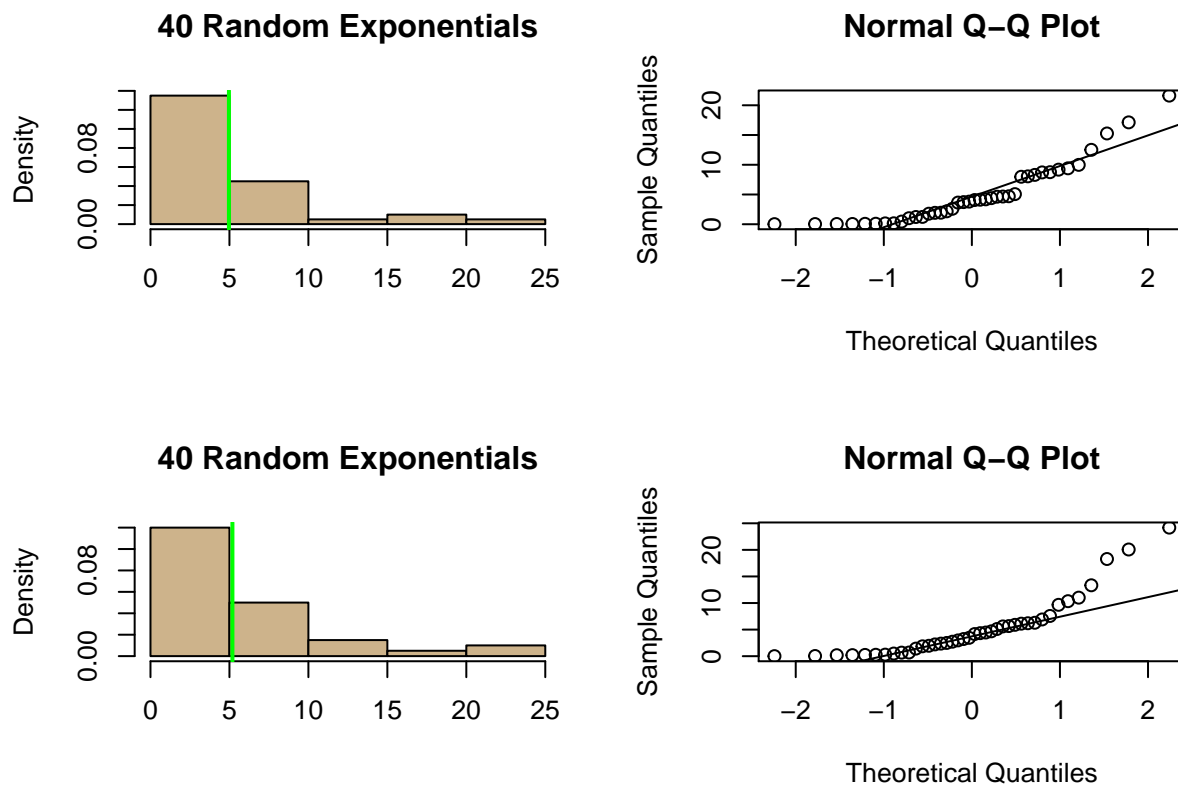 40 Random Exponentials
Density
0.00 0.08
0 5 10 15 20 25
Normal Q−Q Plot
Sample Quantiles
0 10 20
−2 −1 0 1 2
Theoretical Quantiles
40 Random Exponentials
Density
0.00 0.08
0 5 10 15 20 25
Normal Q−Q Plot
Sample Quantiles
0 10 20
−2 −1 0 1 2
Theoretical Quantiles